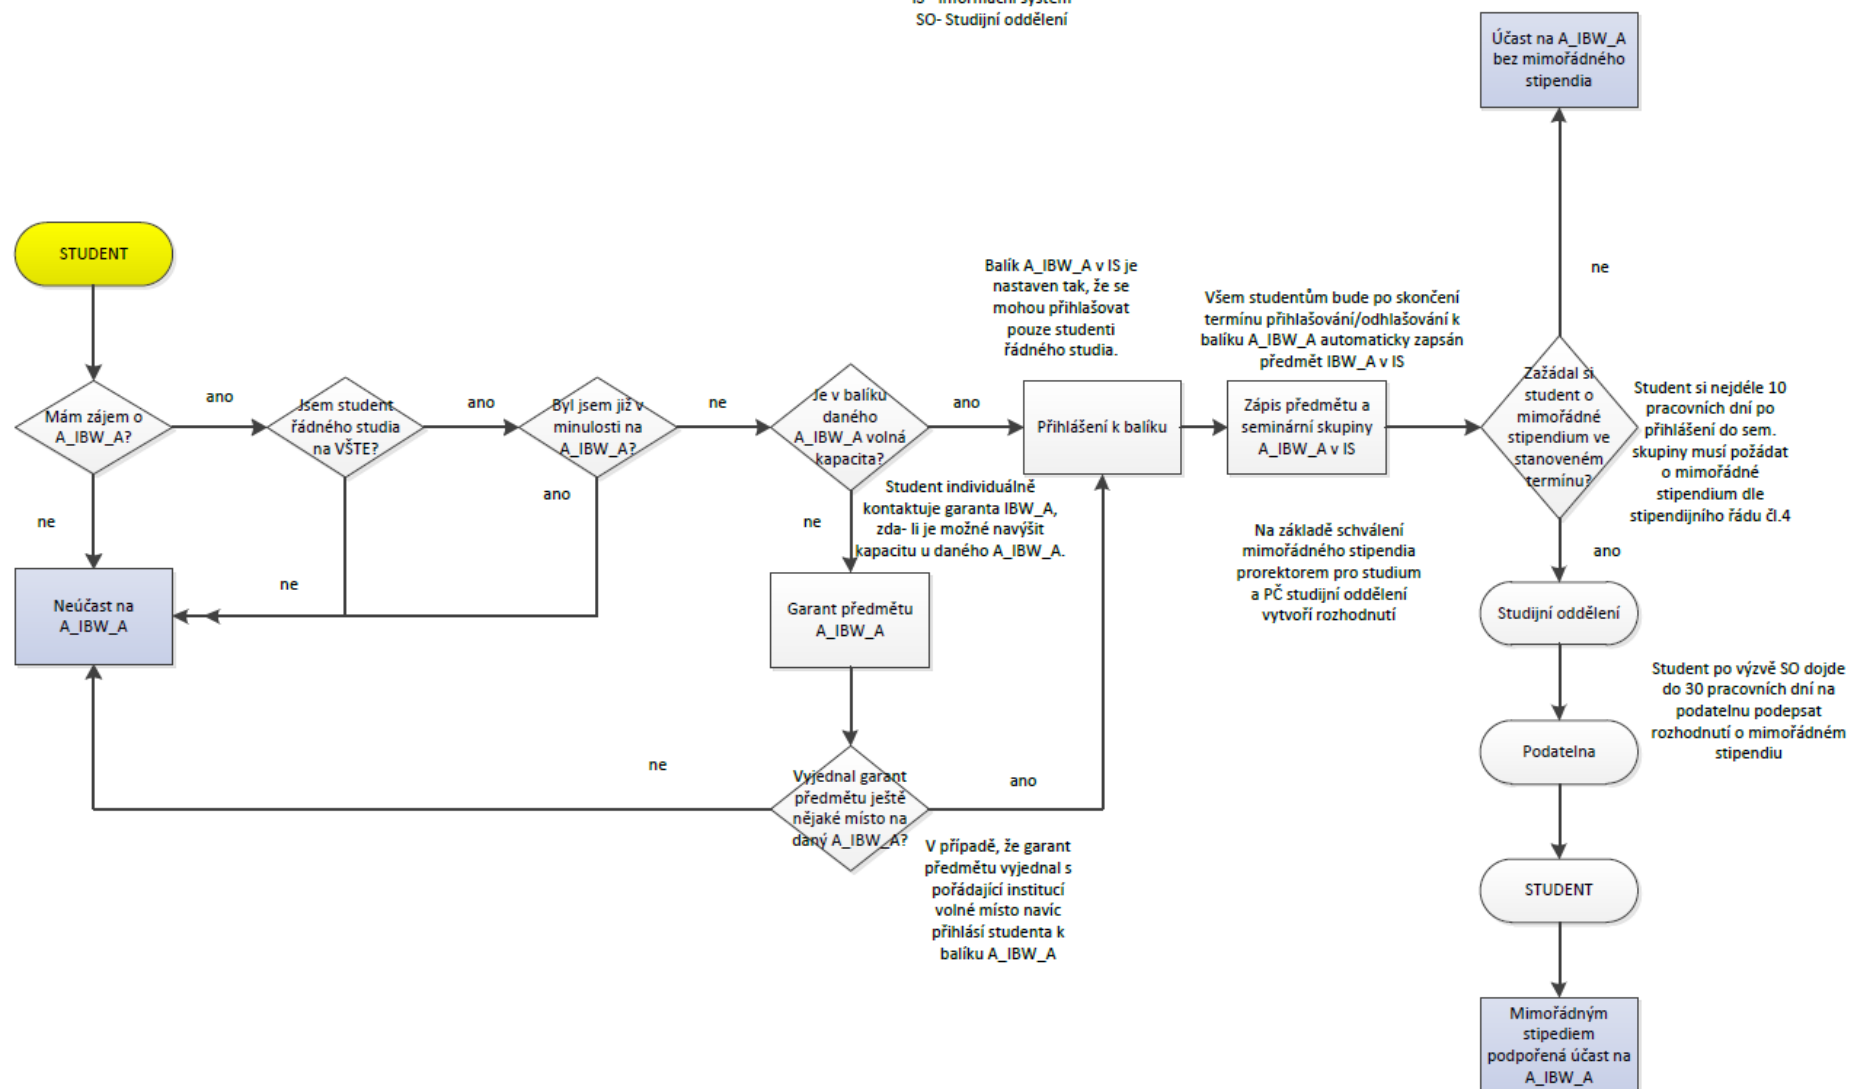 IS - Informační systém
SO- Studijní oddělení
Účast na A_IBW_A
bez mimořádného
stipendia
STUDENT
ne
Balík A_IBW_A v IS je
nastaven tak, že se
mohou přihlašovat
pouze studenti
řádného studia.
Všem studentům bude po skončení
termínu přihlašování/odhlašování k
balíku A_IBW_A automaticky zapsán
předmět IBW_A v IS
Mám zájem o
A_IBW_A?
ano
Jsem student
řádného studia
na VŠTE?
ano
Byl jsem již v
minulosti na
A_IBW_A?
ne
Je v balíku
daného
A_IBW_A volná
kapacita?
ano
Přihlášení k balíku
Zápis předmětu a
seminární skupiny
A_IBW_A v IS
Zažádal si
student o
mimořádné
stipendium ve
stanoveném
termínu?
Student si nejdéle 10
pracovních dní po
přihlášení do sem.
skupiny musí požádat
o mimořádné
stipendium dle
stipendijního řádu čl.4
ne
ne
ano
ne
Student individuálně
kontaktuje garanta IBW_A,
zda- li je možné navýšit
kapacitu u daného A_IBW_A.
Na základě schválení
mimořádného stipendia
prorektorem pro studium
a PČ studijní oddělení
vytvoří rozhodnutí
ano
Neúčast na
A_IBW_A
Garant předmětu
A_IBW_A
Studijní oddělení
Student po výzvě SO dojde
do 30 pracovních dní na
podatelnu podepsat
rozhodnutí o mimořádném
stipendiu
Podatelna
ne
Vyjednal garant
předmětu ještě
nějaké místo na
daný A_IBW_A?
ano
V případě, že garant
předmětu vyjednal s
pořádající institucí
volné místo navíc
přihlásí studenta k
balíku A_IBW_A
STUDENT
Mimořádným
stipediem
podpořená účast na
A_IBW_A